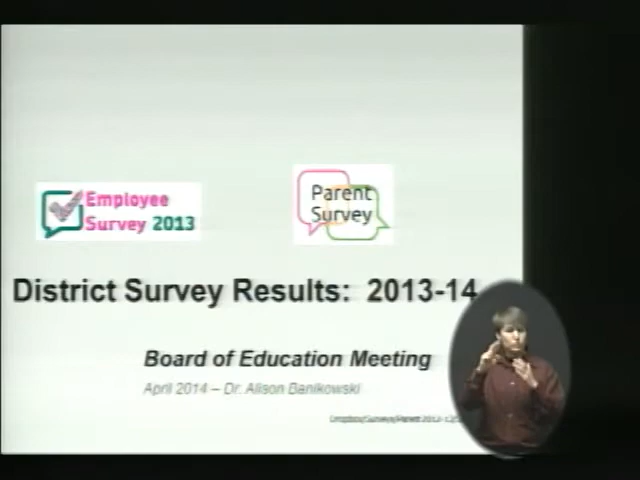 Employee
Survey 2013
Parent
Survey
District Survey Results: 2013-14
Board of Education Meeting
April 2014 – Dr. Alison Banikowski